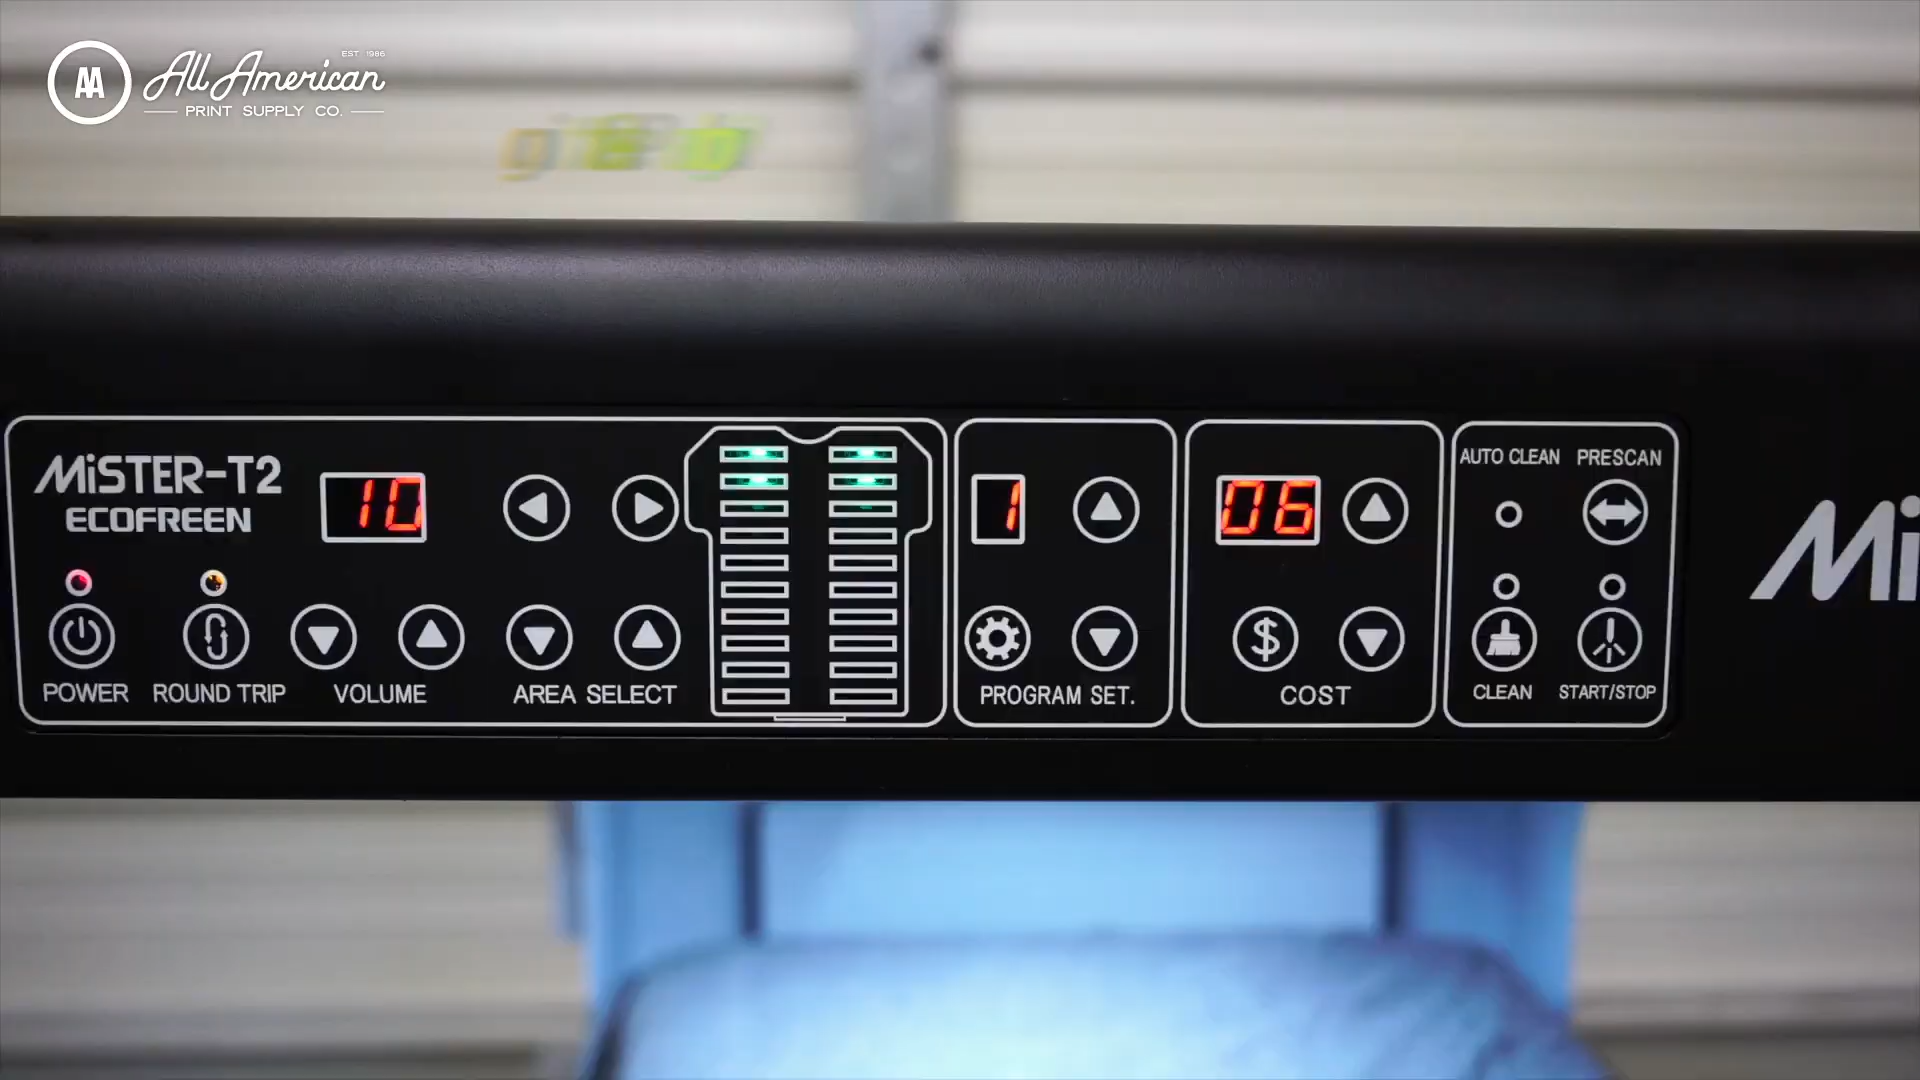 AA
All American
EST. 1986
PRINT SUPPLY CO.
MiSTER-T2
ECOFREEN
10
1
06
AUTO CLEAN
PRESCAN
POWER
ROUND TRIP
VOLUME
AREA SELECT
PROGRAM SET.
$
COST
CLEAN
START/STOP
Mi